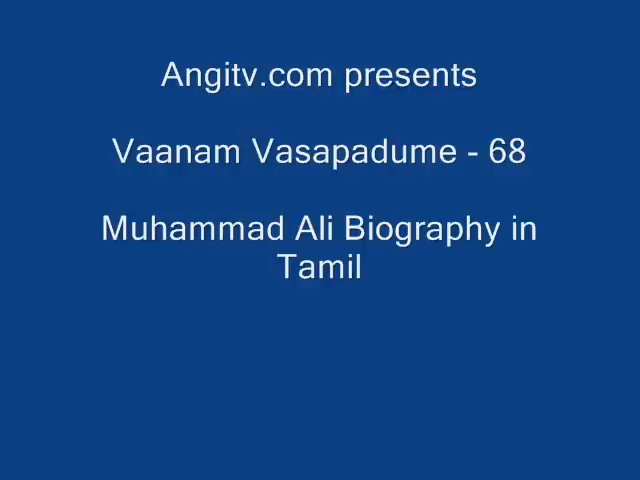 Angitv.com presents
Vaanam Vasapadume - 68
Muhammad Ali Biography in
Tamil